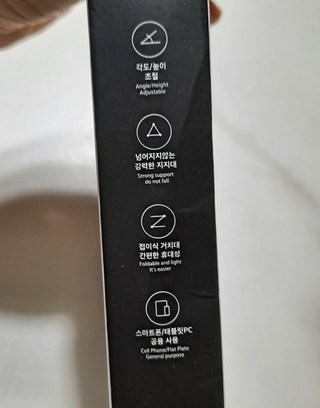 각도/높이
조절
Angle/Height
Adjustable
넘어지지않는
강력한 지지대
Strong support
do not fall
접이식 거치대
간편한 휴대성
Foldable and light
It's easier
스마트폰/태블릿PC
공용 사용
Cell Phone/Flat Plate
General purpose